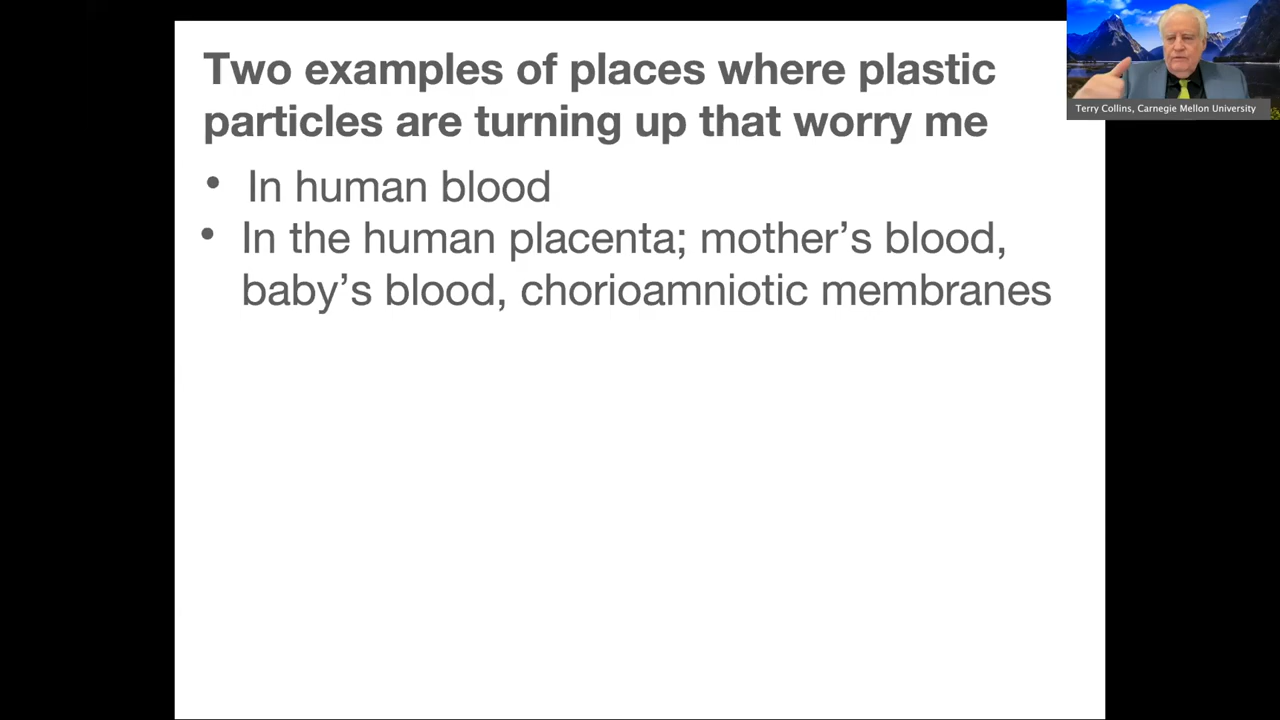 Two examples of places where plastic
particles are turning up that worry me
• In human blood
• In the human placenta; mother’s blood,
baby’s blood, chorioamniotic membranes
Terry Collins, Carnegie Mellon University